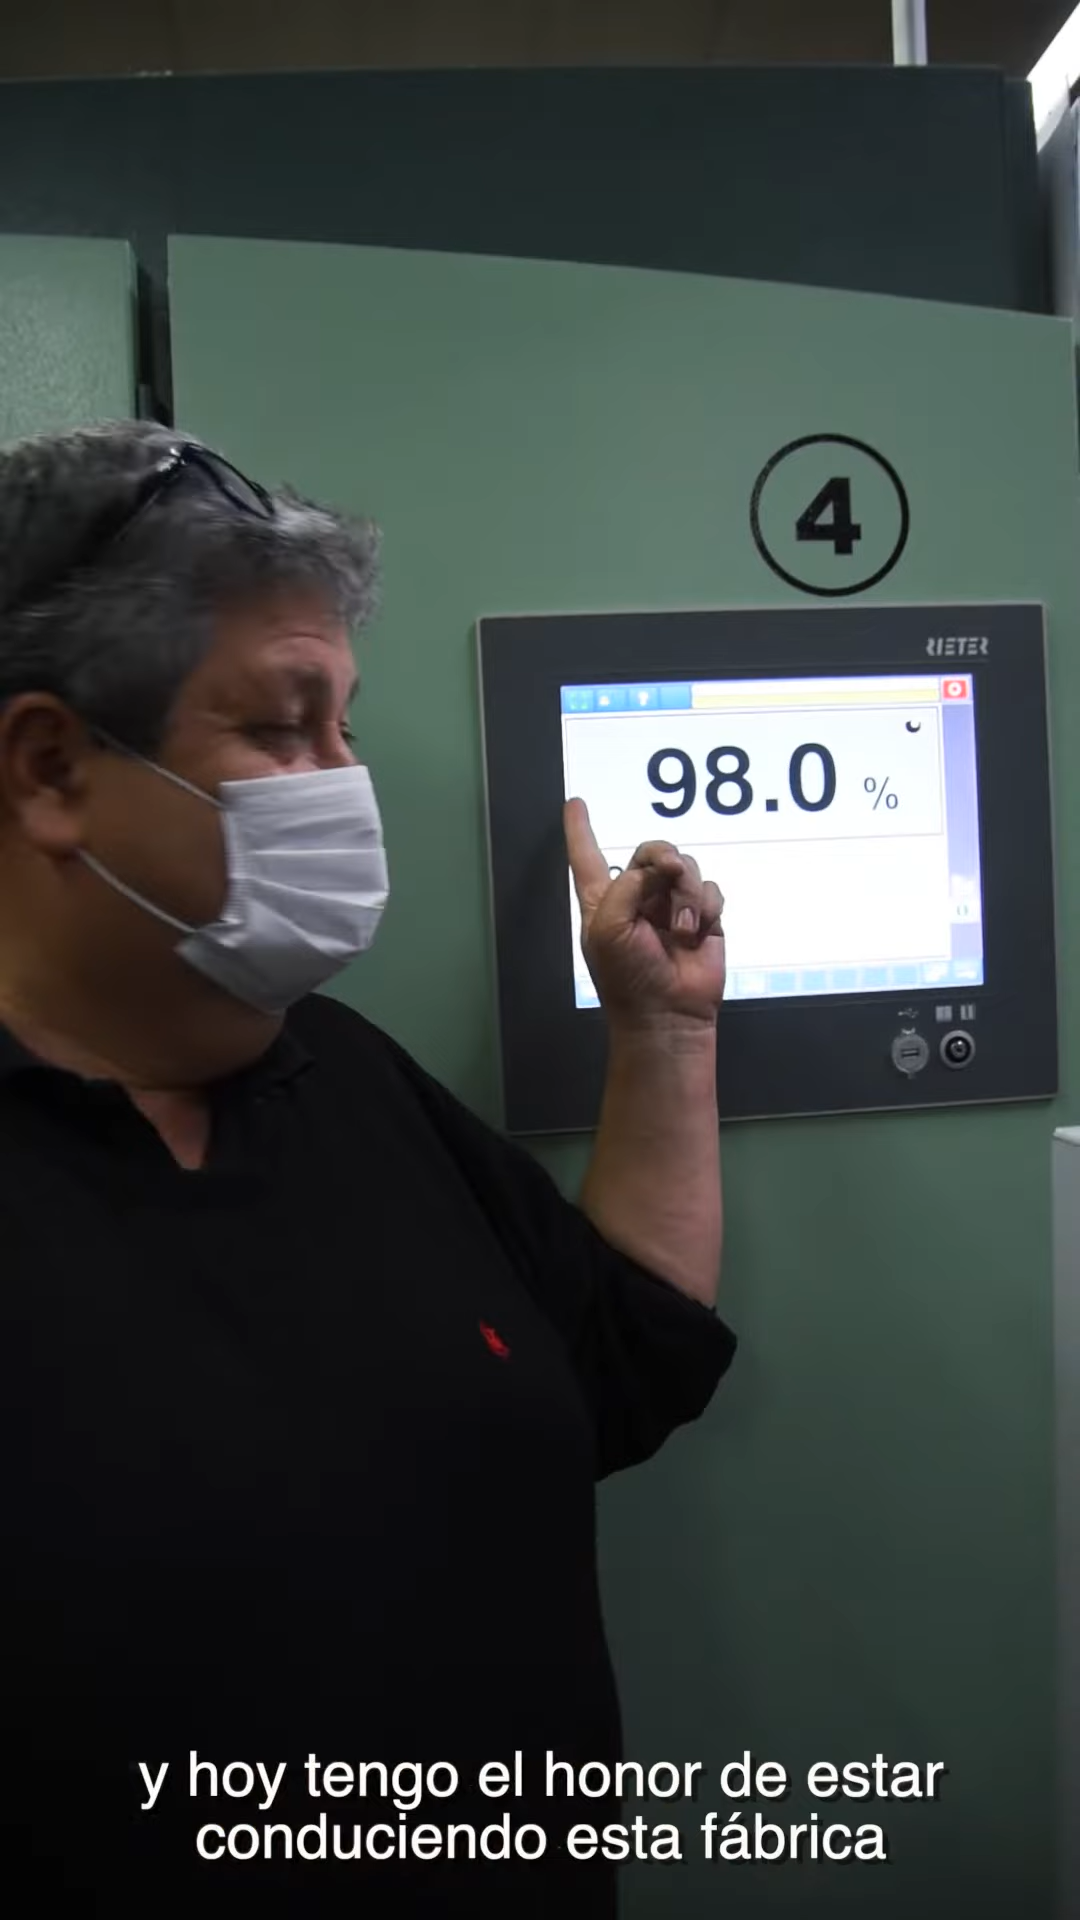 4
RIETER
98.0 %
y hoy tengo el honor de estar
conduciendo esta fábrica